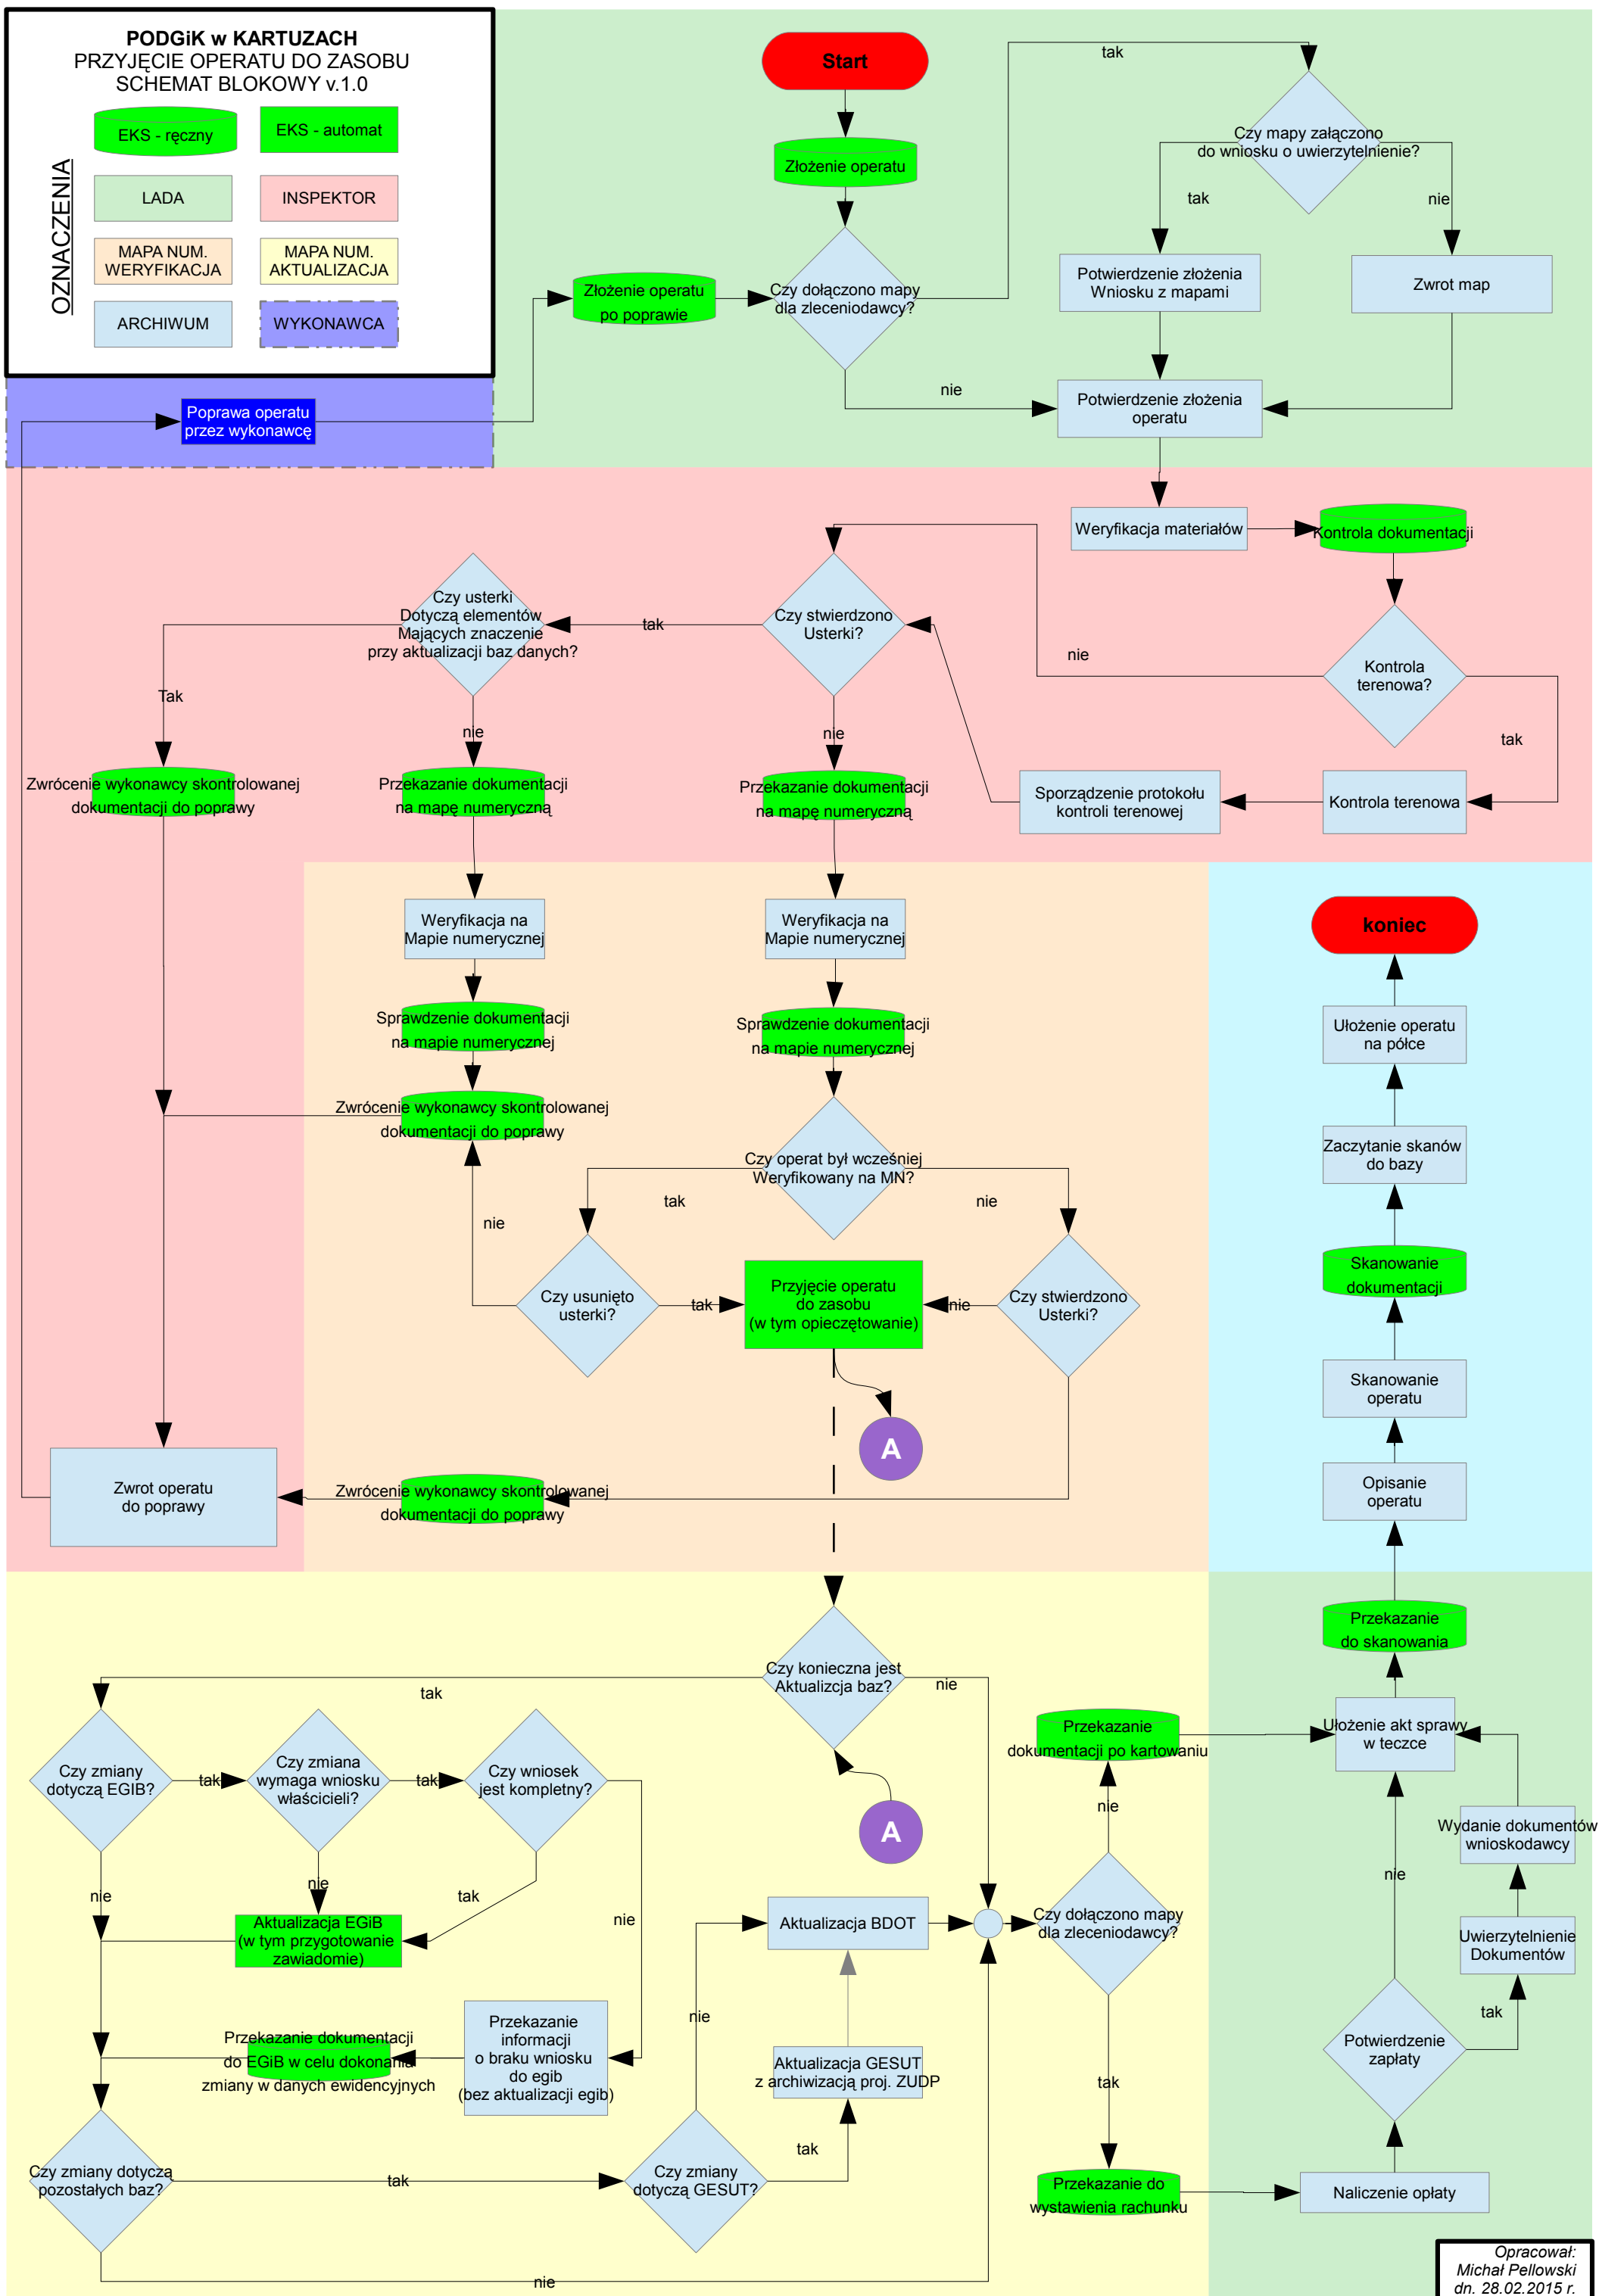 PODGiK w KARTUZACH
PRZYJĘCIE OPERATU DO ZASOBU
SCHEMAT BLOKOWY v.1.0
OZNACZENIA
EKS - ręczny
EKS - automat
LADA
INSPEKTOR
MAPA NUM.
WERYFIKACJA
MAPA NUM.
AKTUALIZACJA
ARCHIWUM
WYKONAWCA
Start
Złożenie operatu
Złożenie operatu
po poprawie
Czy dołączono mapy
dla zleceniodawcy?
tak
nie
Czy mapy załączono
do wniosku o uwierzytelnienie?
tak
nie
Potwierdzenie złożenia
Wniosku z mapami
Zwrot map
Potwierdzenie złożenia
operatu
Poprawa operatu
przez wykonawcę
Weryfikacja materiałów
Kontrola dokumentacji
Kontrola
terenowa?
nie
tak
Czy stwierdzono
Usterki?
tak
nie
Czy usterki
Dotyczą elementów
Mających znaczenie
przy aktualizacji baz danych?
Tak
nie
Zwrócenie wykonawcy skontrolowanej
dokumentacji do poprawy
Przekazanie dokumentacji
na mapę numeryczną
Przekazanie dokumentacji
na mapę numeryczną
Sporządzenie protokołu
kontroli terenowej
Kontrola terenowa
Weryfikacja na
Mapie numerycznej
Weryfikacja na
Mapie numerycznej
Sprawdzenie dokumentacji
na mapie numerycznej
Sprawdzenie dokumentacji
na mapie numerycznej
Zwrócenie wykonawcy skontrolowanej
dokumentacji do poprawy
Czy operat był wcześniej
Weryfikowany na MN?
tak
nie
nie
Czy usunięto
usterki?
tak
Przyjęcie operatu
do zasobu
(w tym opieczętowanie)
nie
Czy stwierdzono
Usterki?
A
Zwrot operatu
do poprawy
Zwrócenie wykonawcy skontrolowanej
dokumentacji do poprawy
koniec
Ułożenie operatu
na półce
Zaczytanie skanów
do bazy
Skanowanie
dokumentacji
Skanowanie
operatu
Opisanie
operatu
Przekazanie
do skanowania
Czy konieczna jest
Aktualizcja baz?
tak
nie
Czy zmiany
dotyczą EGIB?
tak
Czy zmiana
wymaga wniosku
właścicieli?
tak
Czy wniosek
jest kompletny?
A
nie
nie
tak
nie
Aktualizacja EGiB
(w tym przygotowanie
zawiadomie)
Przekazanie dokumentacji
do EGiB w celu dokonania
zmiany w danych ewidencyjnych
Przekazanie
informacji
o braku wniosku
do egib
(bez aktualizacji egib)
Aktualizacja BDOT
nie
Aktualizacja GESUT
z archiwizacją proj. ZUDP
tak
Czy zmiany dotyczą
pozostałych baz?
tak
Czy zmiany
dotyczą GESUT?
nie
Przekazanie
dokumentacji po kartowaniu
nie
Czy dołączono mapy
dla zleceniodawcy?
tak
Przekazanie do
wystawienia rachunku
Ułożenie akt sprawy
w teczce
Wydanie dokumentów
wnioskodawcy
nie
Uwierzytelnienie
Dokumentów
tak
Potwierdzenie
zapłaty
Naliczenie opłaty
Opracował:
Michał Pellowski
dn. 28.02.2015 r.